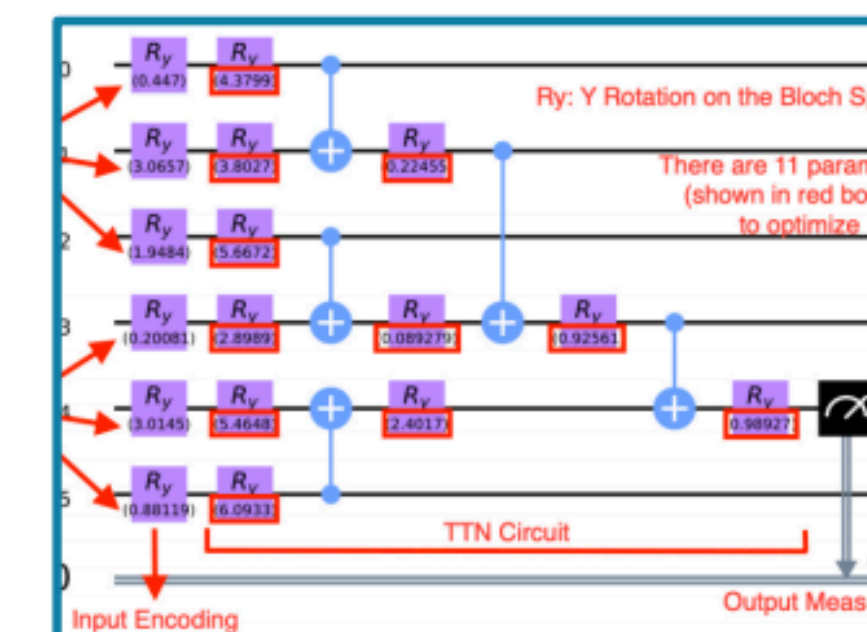 0 Ry (0.447) Ry (4.3799)
Ry: Y Rotation on the Bloch S
Ry (3.0657) Ry (3.8027) Ry 0.22455
There are 11 param
(shown in red bo
to optimize
2 Ry (1.9484) Ry (5.6672)
3 Ry (0.20081) Ry (2.8989) Ry (0.089279) Ry (0.92561
4 Ry (3.0145) Ry (5.4648) Ry (2.4017) Ry 0.98927
5 Ry (0.88119) Ry (6.0933)
TTN Circuit
Output Meas
Input Encoding